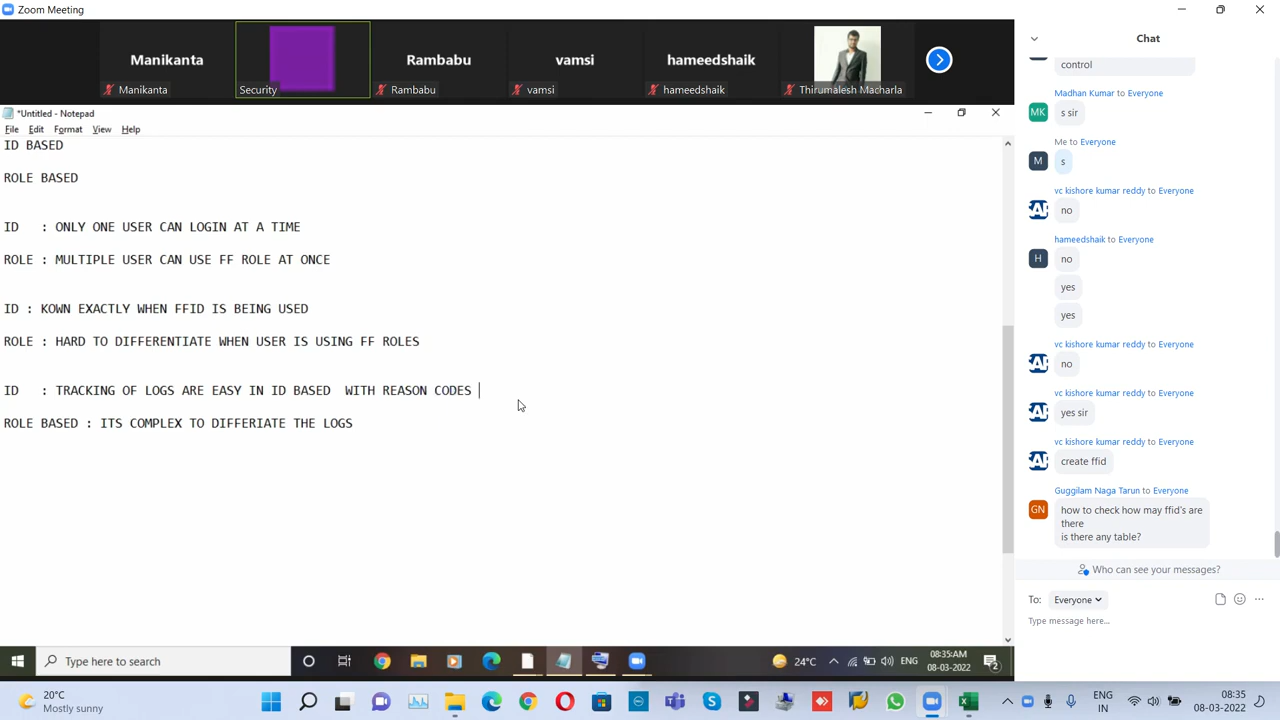 Zoom Meeting
Manikanta
Rambabu
vamsi
hameedshaik
Manikanta
Security
Rambabu
vamsi
hameedshaik
Thirumalesh Macharla
*Untitled - Notepad
File Edit Format View Help
ID BASED
ROLE BASED
ID : ONLY ONE USER CAN LOGIN AT A TIME
ROLE : MULTIPLE USER CAN USE FF ROLE AT ONCE
ID : KOWN EXACTLY WHEN FFID IS BEING USED
ROLE : HARD TO DIFFERENTIATE WHEN USER IS USING FF ROLES
ID : TRACKING OF LOGS ARE EASY IN ID BASED WITH REASON CODES
ROLE BASED : ITS COMPLEX TO DIFFERIATE THE LOGS
Type here to search
24°C
ENG
08:35AM
08-03-2022
2
Chat
control
Madhan Kumar to Everyone
MK
s sir
Me to Everyone
M
s
vc kishore kumar reddy to Everyone
no
hameedshaik to Everyone
H
no
yes
yes
vc kishore kumar reddy to Everyone
no
vc kishore kumar reddy to Everyone
yes sir
vc kishore kumar reddy to Everyone
create ffid
Guggilam Naga Tarun to Everyone
GN
how to check how may ffid's are
there
is there any table?
Who can see your messages?
To: Everyone
Type message here...
20°C
Mostly sunny
ENG
IN
08:35
08-03-2022